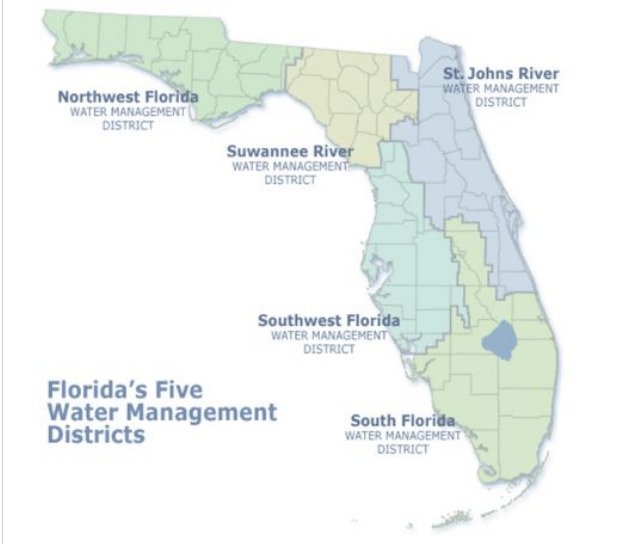 Northwest Florida
WATER MANAGEMENT
DISTRICT
St. Johns River
WATER MANAGEMENT
DISTRICT
Suwannee River
WATER MANAGEMENT
DISTRICT
Southwest Florida
WATER MANAGEMENT
DISTRICT
Florida's Five
Water Management
Districts
South Florida
WATER MANAGEMENT
DISTRICT